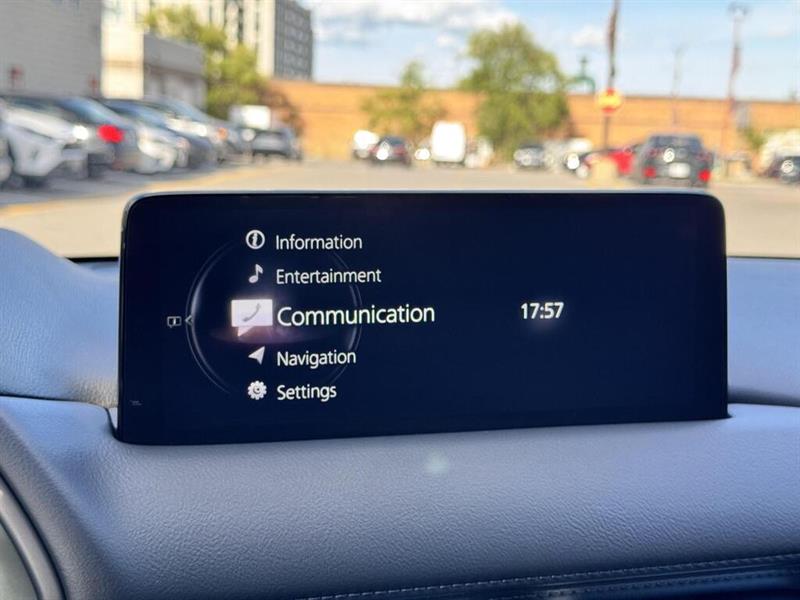 Information
Entertainment
Communication
17:57
Navigation
Settings